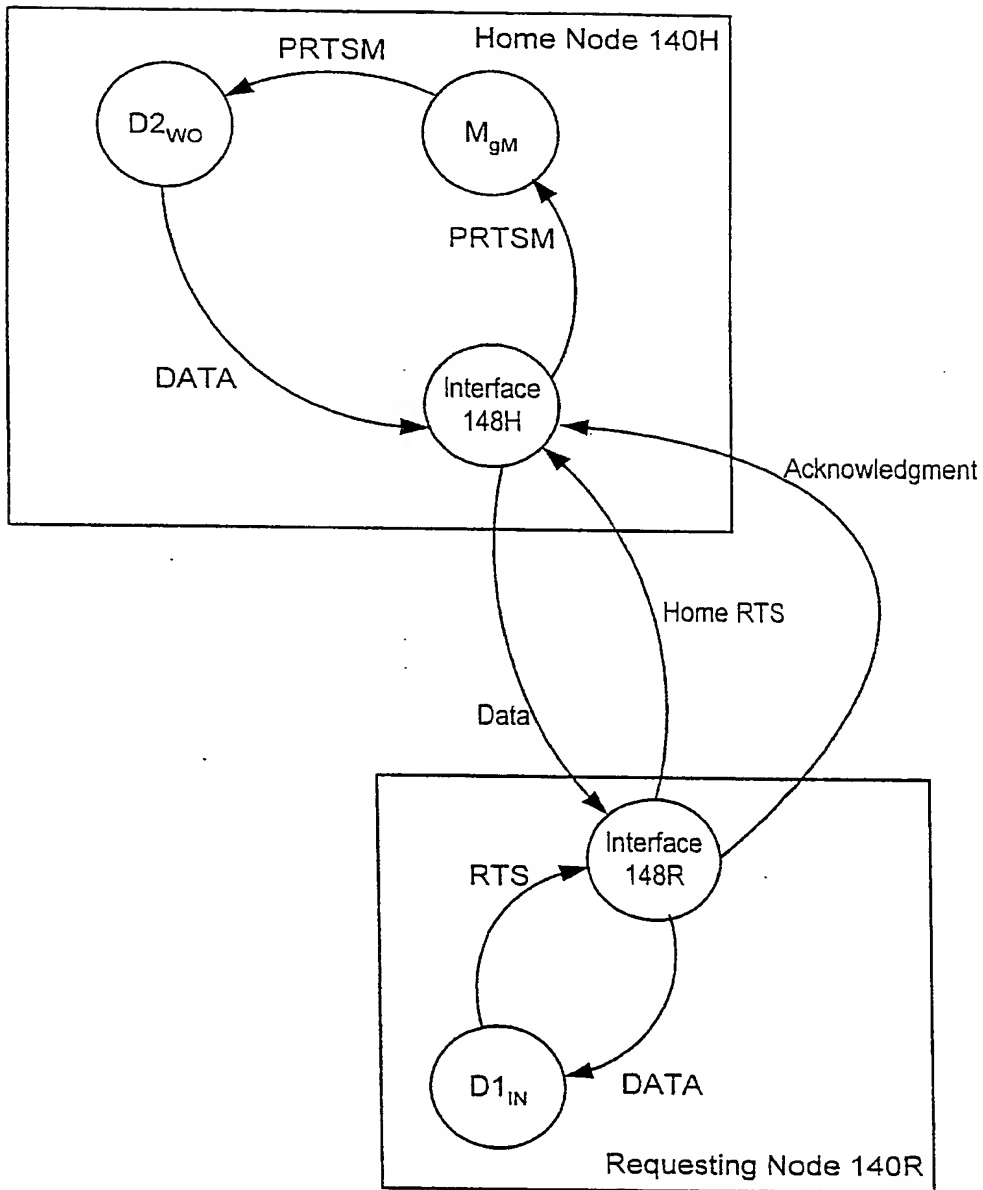 Home Node 140H
PRTSM
D2WO
MgM
PRTSM
DATA
Interface
148H
Acknowledgment
Home RTS
Data
Interface
148R
RTS
D1IN
DATA
Requesting Node 140R